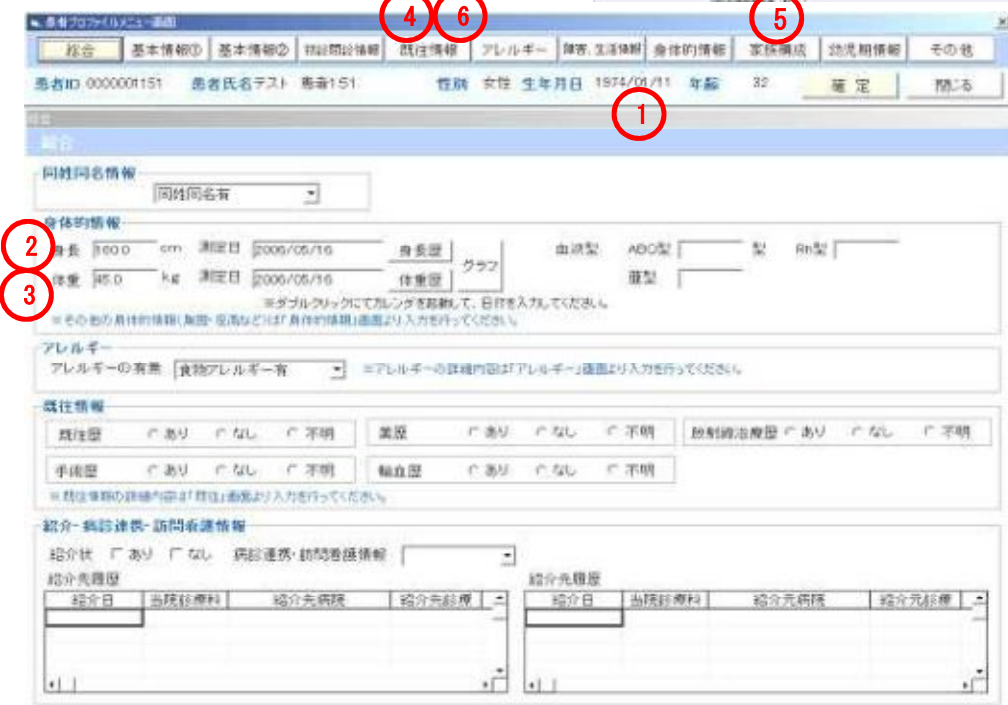 ④ ⑥ ⑤
患者プロファイルメニュー画面
総合 基本情報① 基本情報② 初診問診情報 既往情報 アレルギー 障害、生活情報 身体的情報 家族構成 幼児期情報 その他
患者ID 0000001151 患者氏名テスト 患者151 性別 女性 生年月日 1974/01/11 年齢 32 確定 閉じる
①
総合
総合
同姓同名情報
同姓同名有
身体的情報
② 身長 160.0 cm 測定日 2006/05/16 身長歴 グラフ 血液型 ABO型 型 Rh型
③ 体重 45.0 kg 測定日 2006/05/16 体重歴 亜型
※ダブルクリックにてカレンダを起動して、日付を入力してください。
※その他の身体的情報(胸囲・座高など)は「身体的情報」画面より入力を行ってください。
アレルギー
アレルギーの有無 食物アレルギー有 ※アレルギーの詳細内容は「アレルギー」画面より入力を行ってください。
既往情報
既往歴 あり なし 不明 薬歴 あり なし 不明 放射線治療歴 あり なし 不明
手術歴 あり なし 不明 輸血歴 あり なし 不明
※既往情報の詳細内容は「既往」画面より入力を行ってください。
紹介・病診連携・訪問看護情報
紹介状 あり なし 病診連携・訪問看護情報
紹介先履歴 紹介先履歴
紹介日 当院診療科 紹介先病院 紹介先診療 紹介日 当院診療科 紹介元病院 紹介元診療